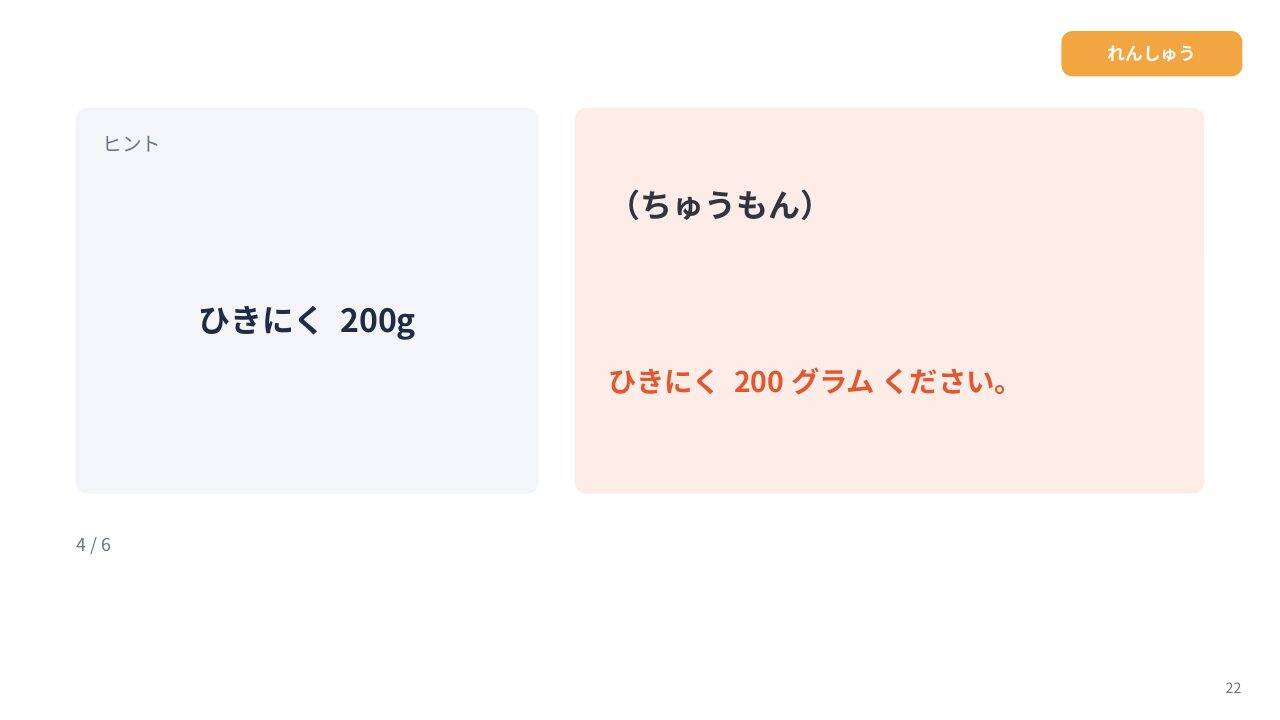 れんしゅう
ヒント
ひきにく 200g
（ちゅうもん）
ひきにく 200 グラム ください。
4 / 6
22